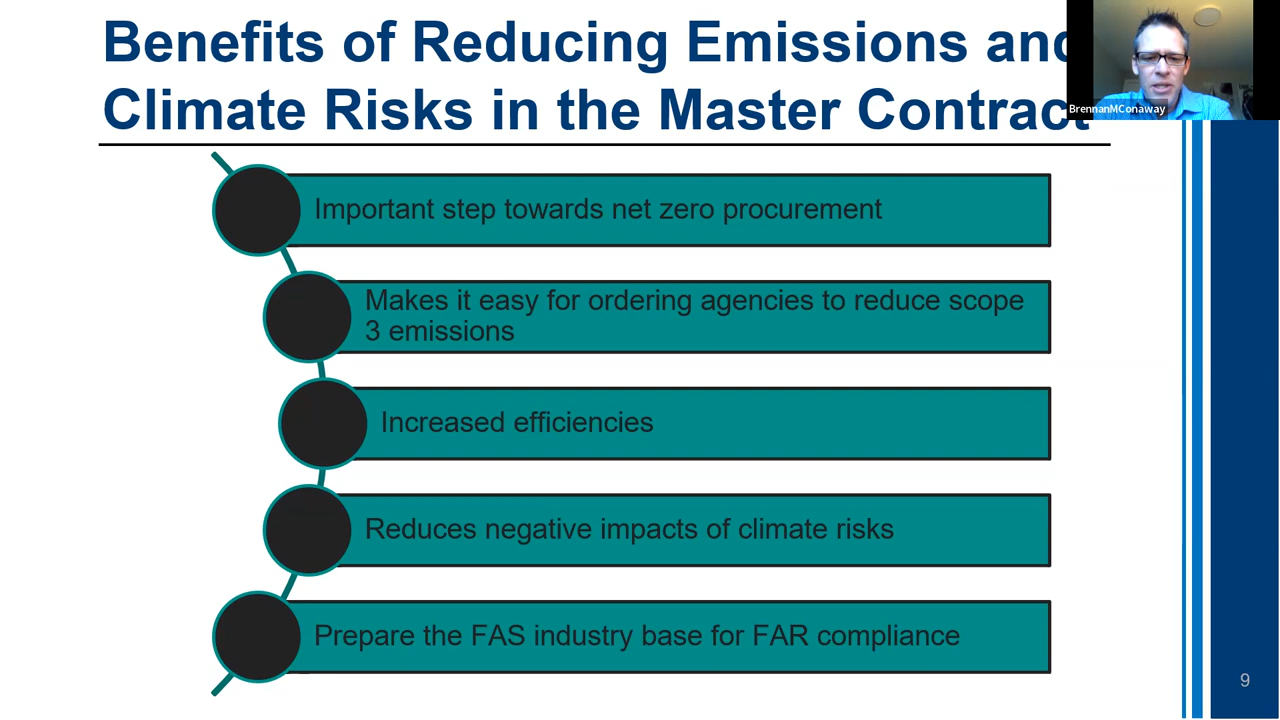 Benefits of Reducing Emissions and
Climate Risks in the Master Contract
BrennanMConaway
Important step towards net zero procurement
Makes it easy for ordering agencies to reduce scope
3 emissions
Increased efficiencies
Reduces negative impacts of climate risks
Prepare the FAS industry base for FAR compliance
9